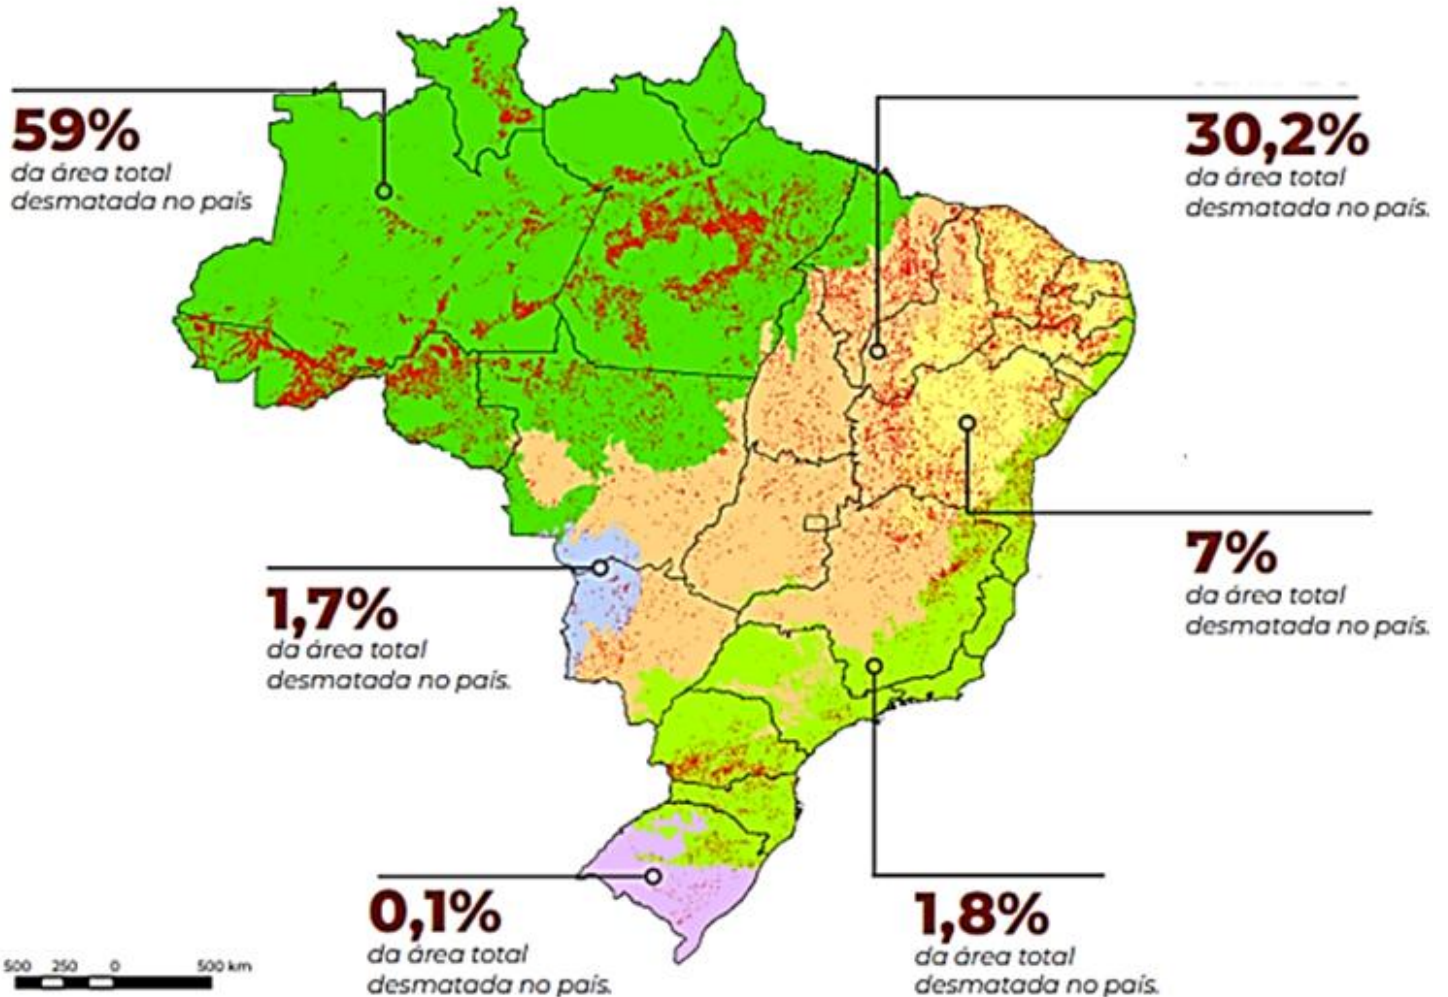 59%
da área total
desmatada no país
30,2%
da área total
desmatada no país.
7%
da área total
desmatada no país.
1,7%
da área total
desmatada no país.
0,1%
da área total
desmatada no país.
1,8%
da área total
desmatada no país.
500 250 0 500 km